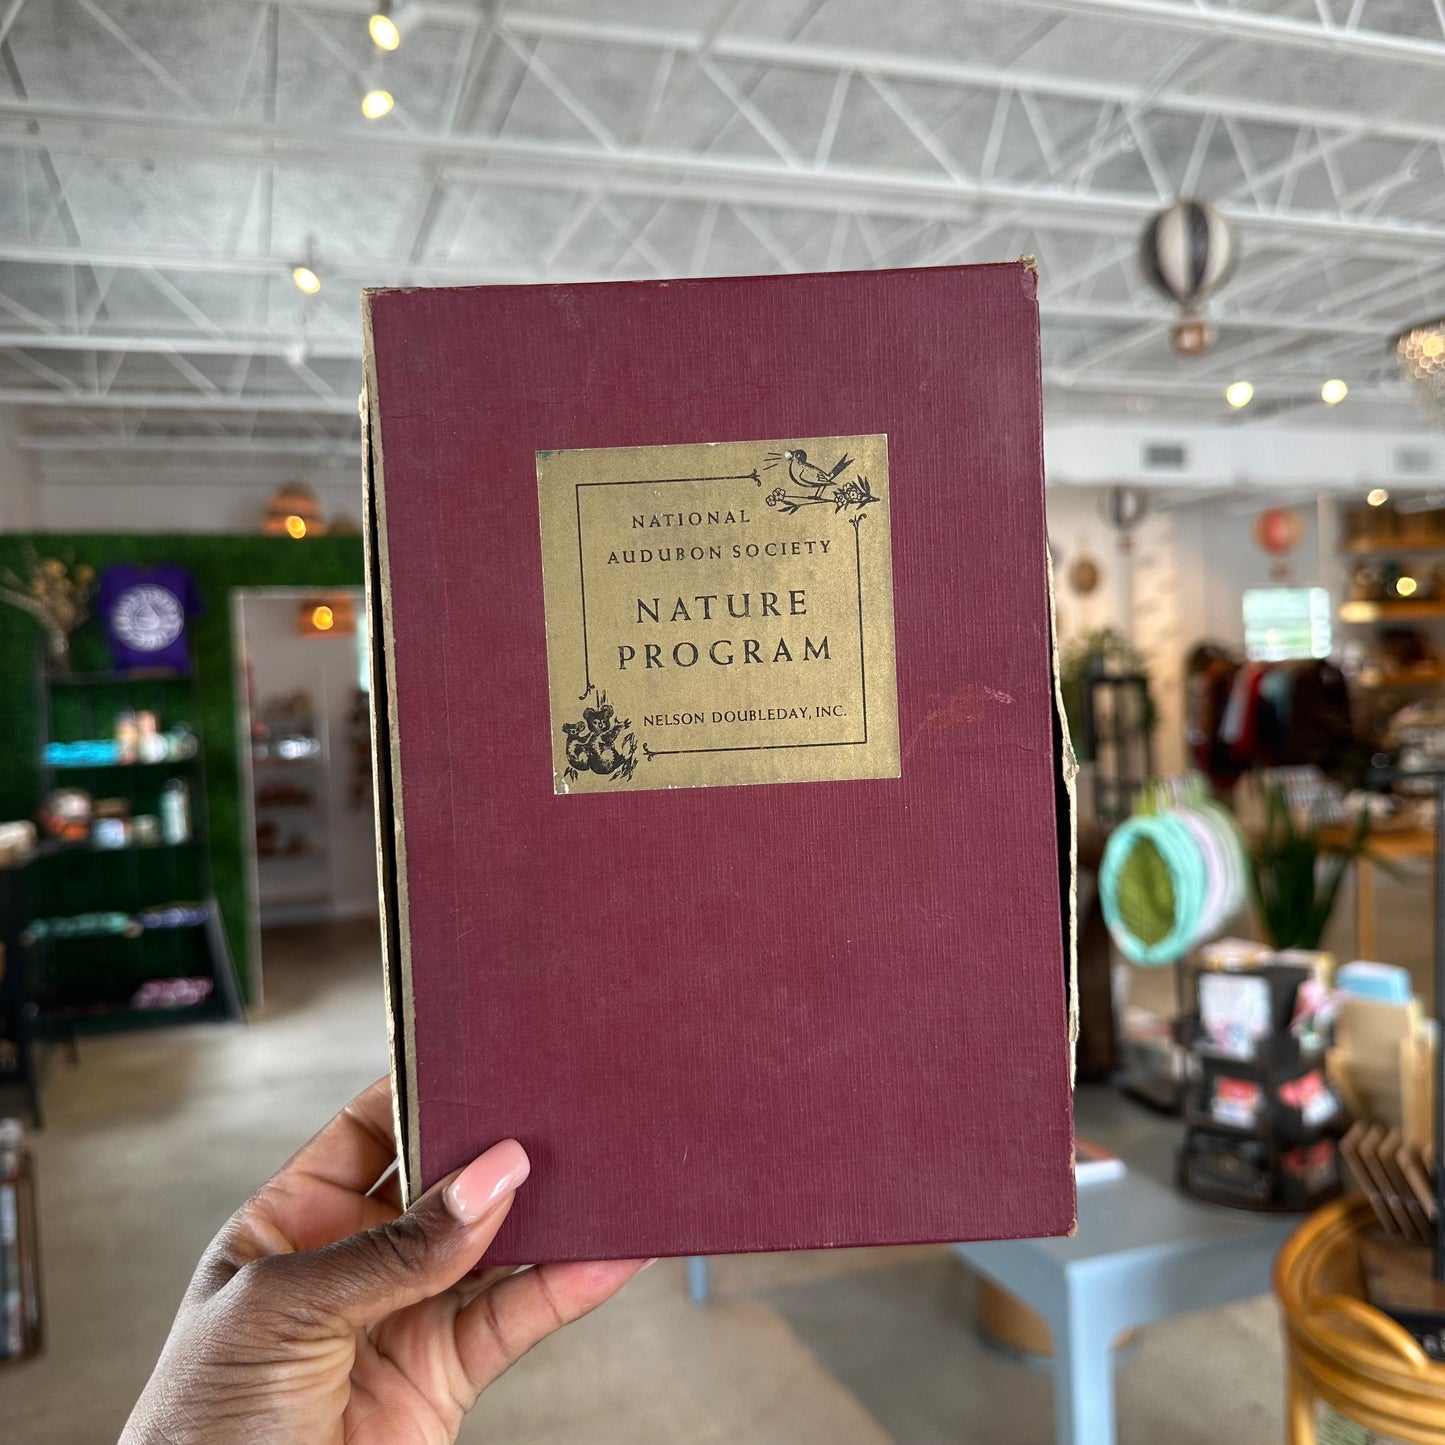 NATIONAL
AUDUBON SOCIETY
NATURE
PROGRAM
NELSON DOUBLEDAY, INC.